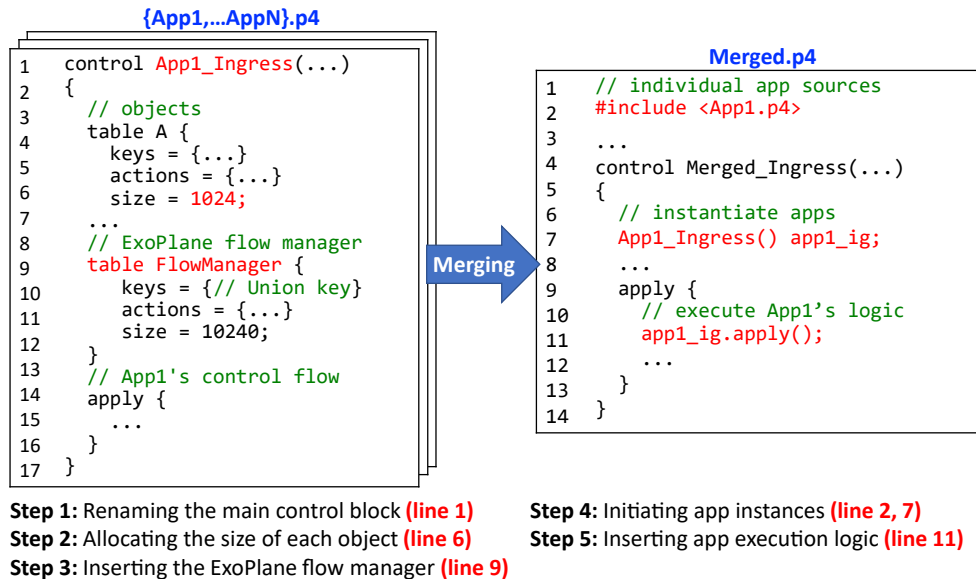 {App1,...AppN}.p4
1 control App1_Ingress(...)
2 {
3 // objects
4 table A {
5 keys = {...}
6 actions = {...}
7 size = 1024;
8 ...
9 // ExoPlane flow manager
10 table FlowManager {
11 keys = {// Union key}
12 actions = {...}
13 size = 10240;
14 }
15 // App1's control flow
16 apply {
17 ...
}
}
Merging
Merged.p4
1 // individual app sources
2 #include <App1.p4>
3 ...
4 control Merged_Ingress(...)
5 {
6 // instantiate apps
7 App1_Ingress() app1_ig;
8 ...
9 apply {
10 // execute App1’s logic
11 app1_ig.apply();
12 ...
13 }
14 }
Step 1: Renaming the main control block (line 1)
Step 2: Allocating the size of each object (line 6)
Step 3: Inserting the ExoPlane flow manager (line 9)
Step 4: Initiating app instances (line 2, 7)
Step 5: Inserting app execution logic (line 11)